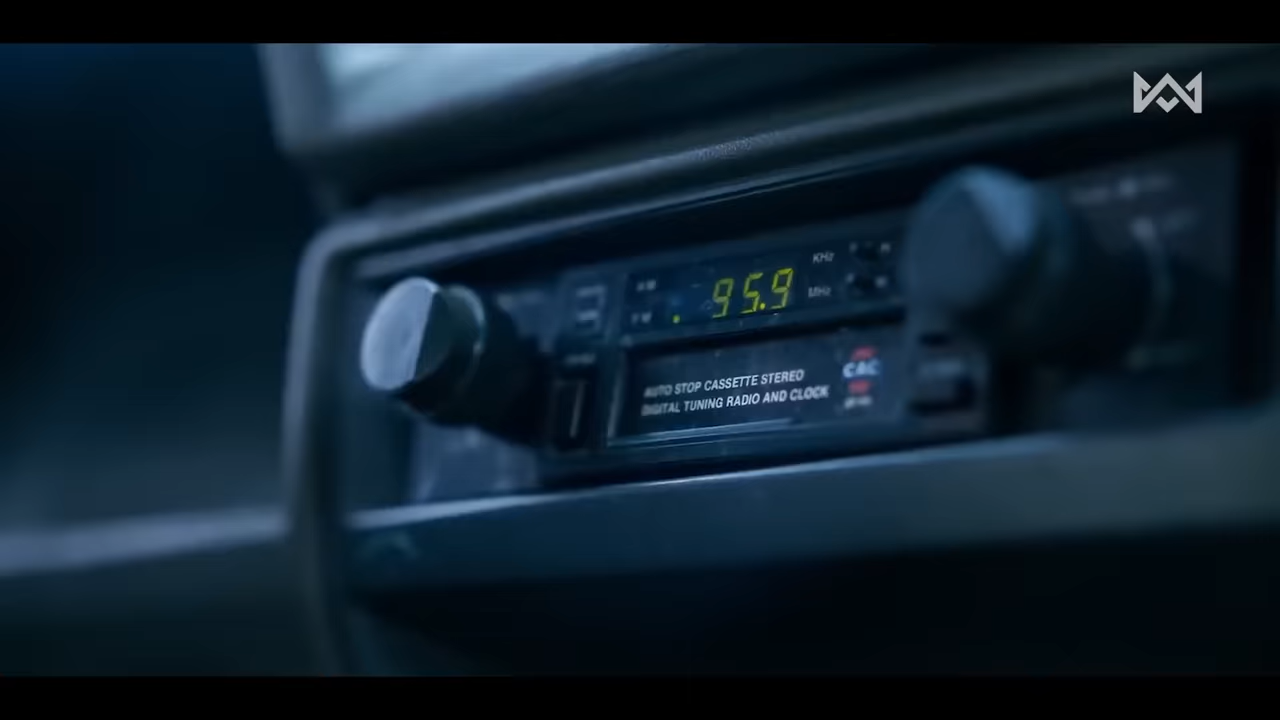 95.9
KHz
MHz
AUTO STOP CASSETTE STEREO
DIGITAL TUNING RADIO AND CLOCK